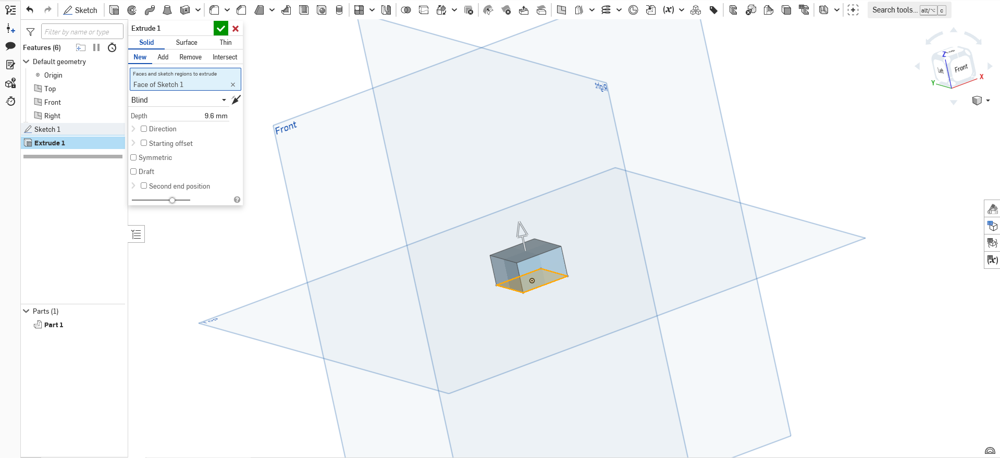 Sketch
Search tools... alt/⌥ c
Features (6)
Filter by name or type
Default geometry
Origin
Top
Front
Right
Sketch 1
Extrude 1
Parts (1)
Part 1
Extrude 1
Solid Surface Thin
New Add Remove Intersect
Faces and sketch regions to extrude
Face of Sketch 1
Blind
Depth 9.6 mm
Direction
Starting offset
Symmetric
Draft
Second end position
Front
Right
Top
Top
Z
Left
Front
Y
X
(x)
(x)